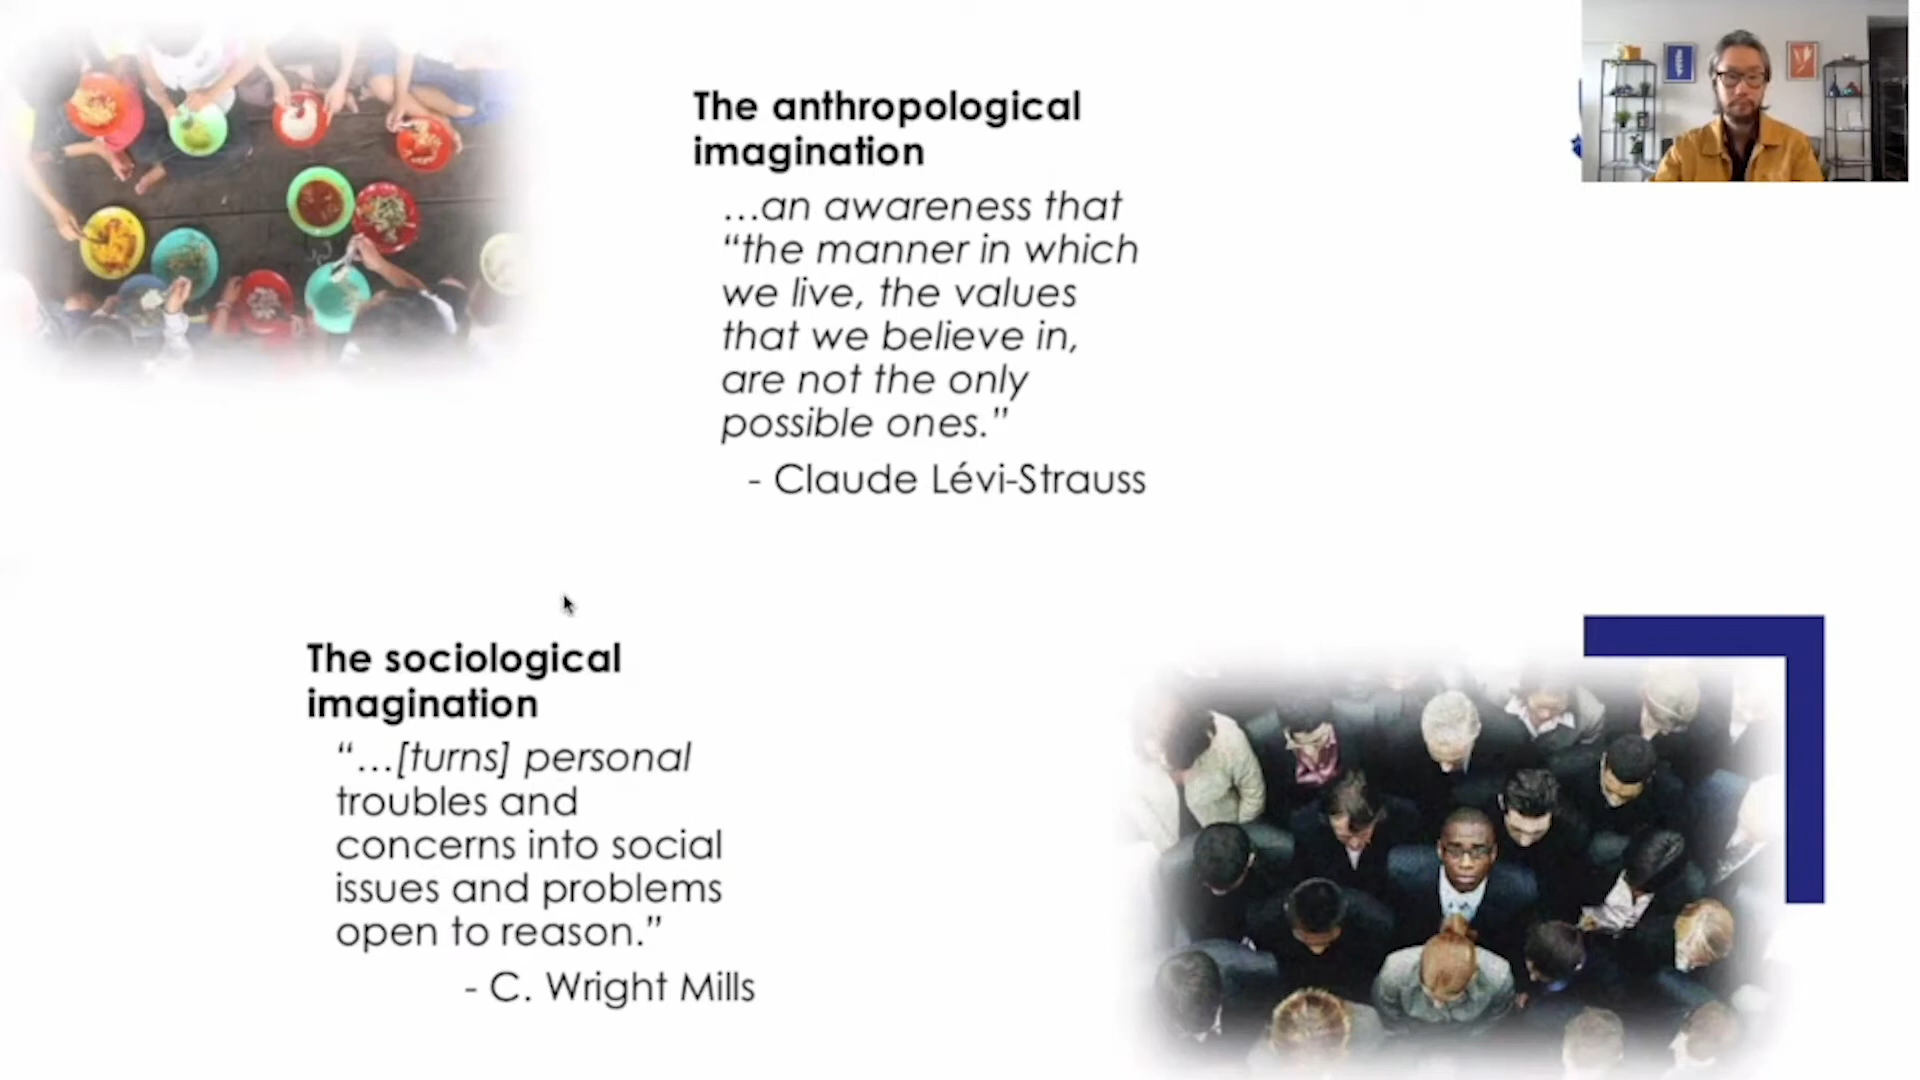 The anthropological
imagination
…an awareness that
“the manner in which
we live, the values
that we believe in,
are not the only
possible ones.”
- Claude Lévi-Strauss
The sociological
imagination
“…[turns] personal
troubles and
concerns into social
issues and problems
open to reason.”
- C. Wright Mills